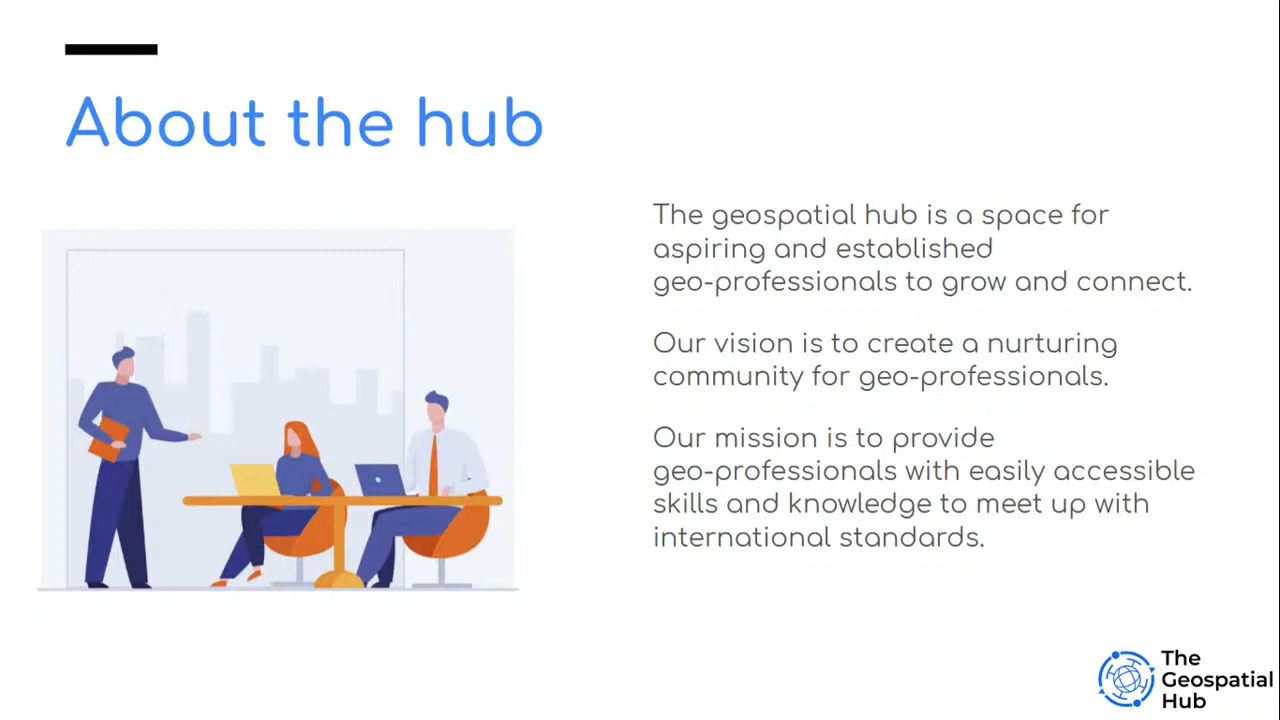 About the hub
The geospatial hub is a space for
aspiring and established
geo-professionals to grow and connect.
Our vision is to create a nurturing
community for geo-professionals.
Our mission is to provide
geo-professionals with easily accessible
skills and knowledge to meet up with
international standards.
The
Geospatial
Hub